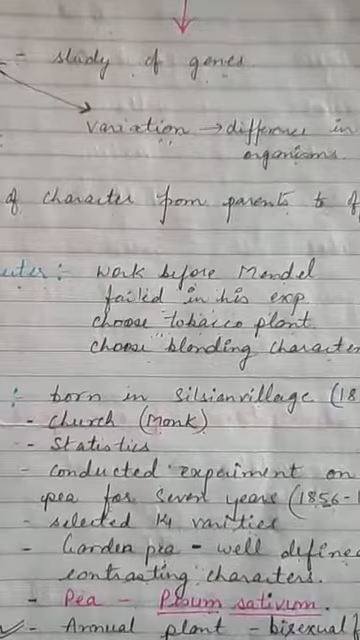 - study of genes
variation → difference in
organisms.
of character from parents to
: - Work before Mendel
failed in his exp.
choose tobacco plant
choose blending character
: - born in Silsianvillage (18
- Church (Monk)
- Statistics
- conducted experiment on
pea for seven years (1856-1
- selected 14 varities
- Garden pea - well defined
contrasting characters.
- Pea - Pisum sativum.
Annual plant - bisexual